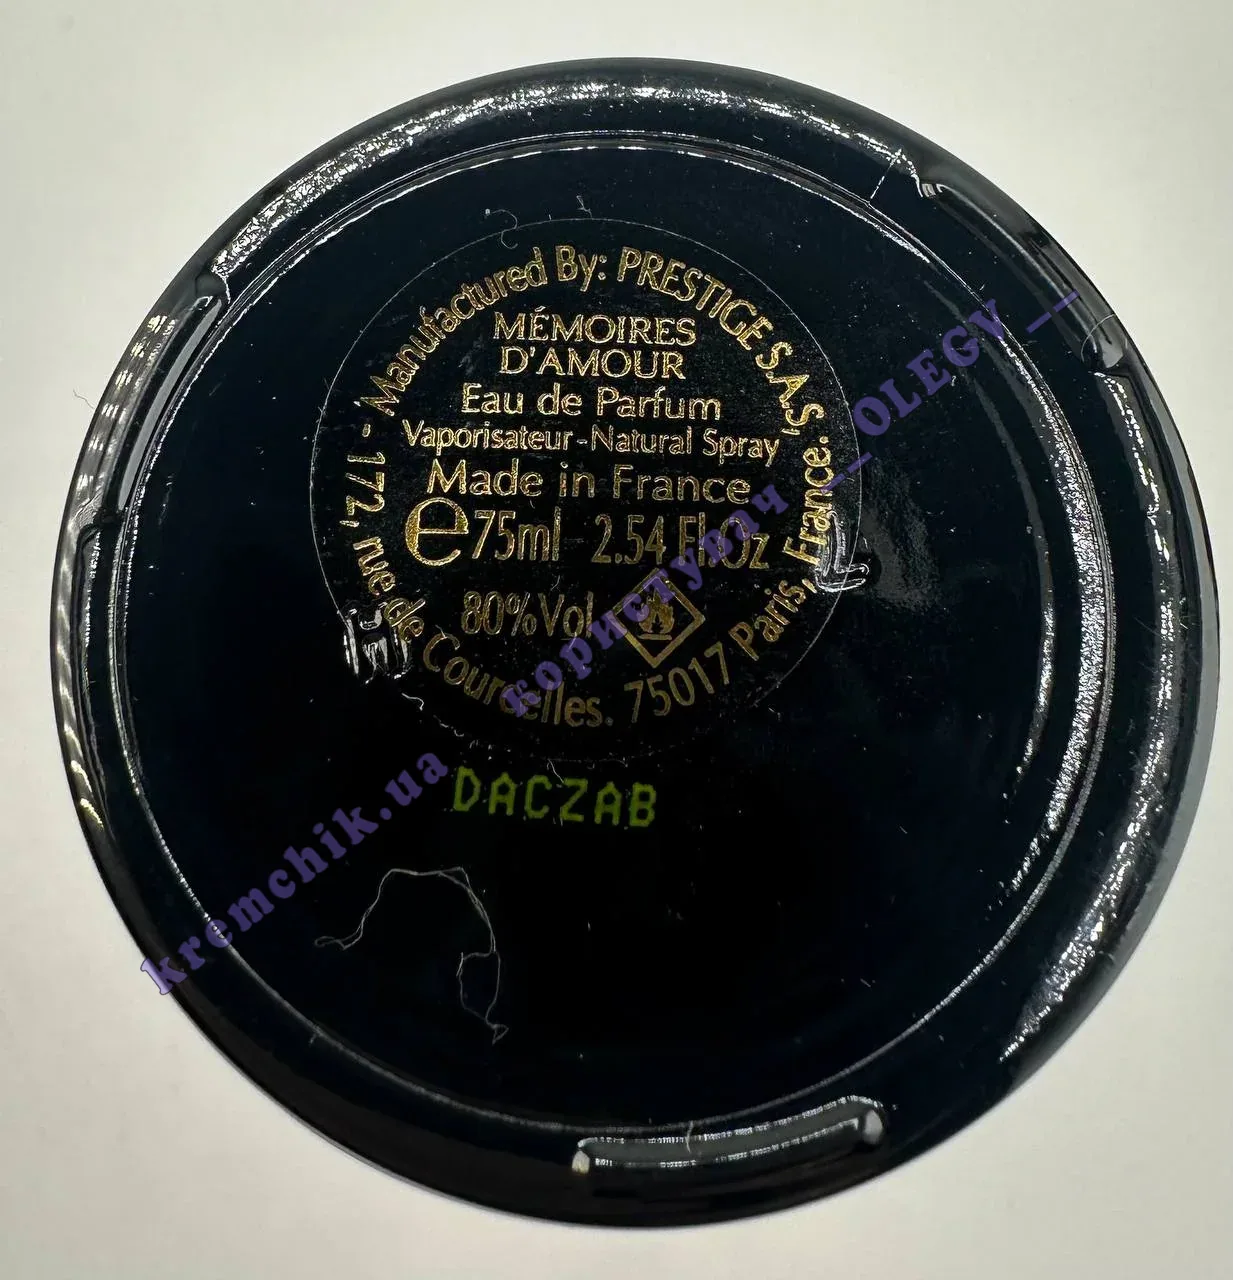 - Manufactured By: PRESTIGE S.A.S
- 172, rue de Courcelles. 75017 Paris, France.
MÉMOIRES
D'AMOUR
Eau de Parfum
Vaporisateur-Natural Spray
Made in France
e75ml 2.54 Fl.Oz
80%Vol
DACZAB
kremchik.ua користувач __OLEGY__